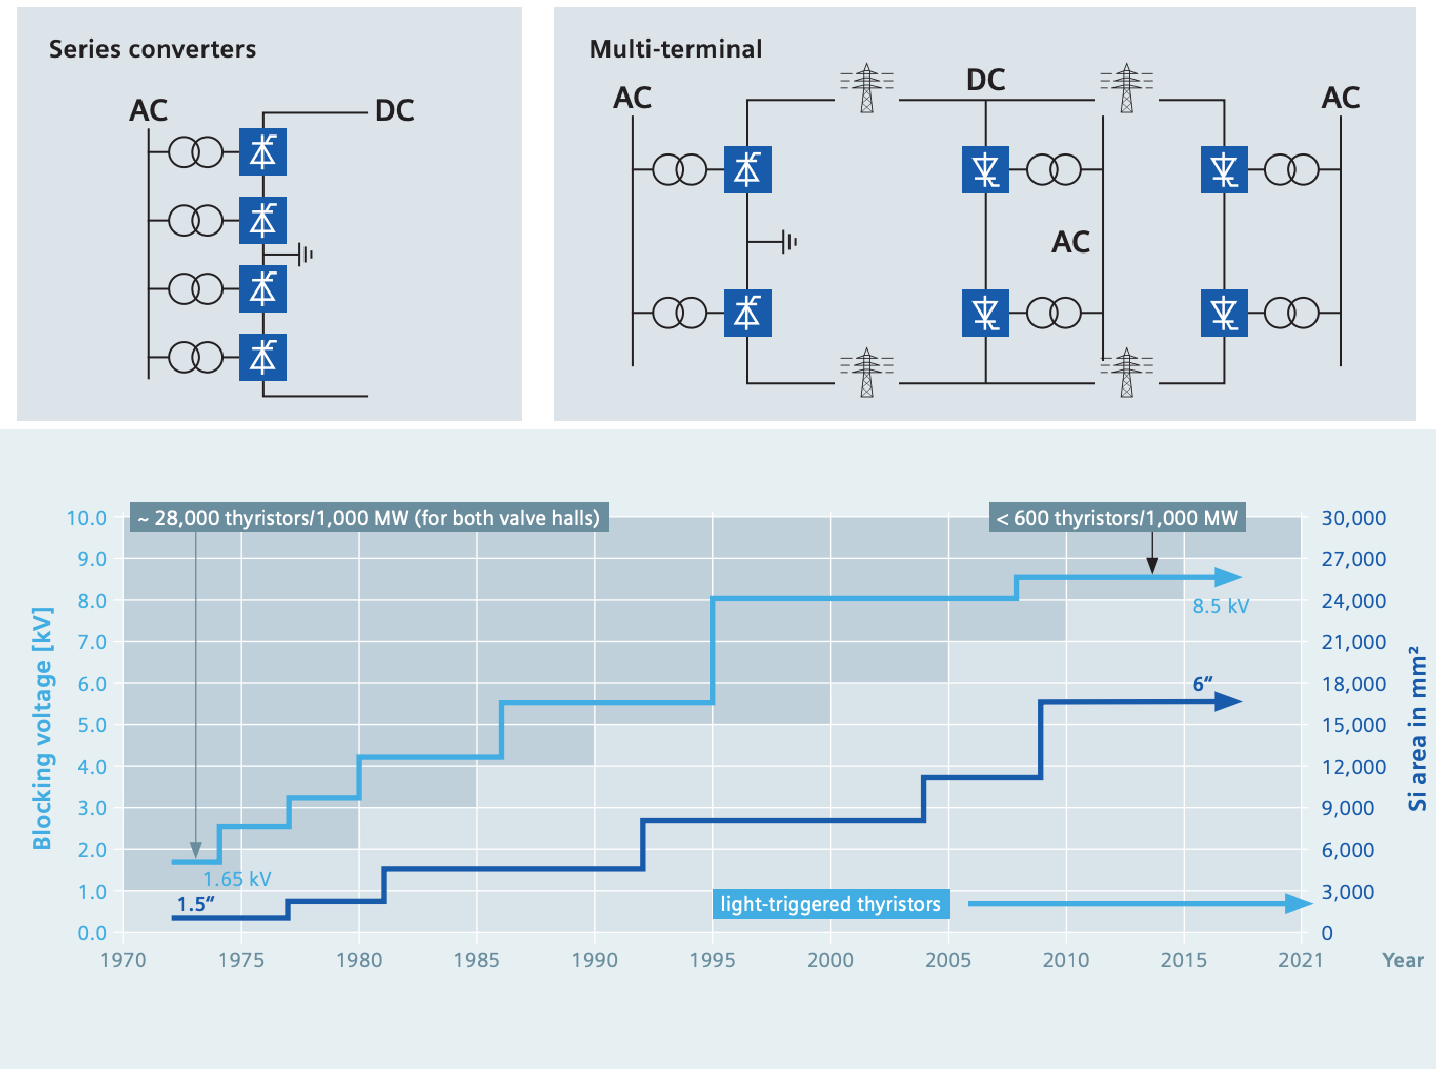 Series converters
AC
DC
Multi-terminal
AC
DC
AC
AC
~ 28,000 thyristors/1,000 MW (for both valve halls)
< 600 thyristors/1,000 MW
Blocking voltage [kV]
10.0
9.0
8.0
7.0
6.0
5.0
4.0
3.0
2.0
1.0
0.0
30,000
27,000
24,000
21,000
18,000
15,000
12,000
9,000
6,000
3,000
0
Si area in mm²
8.5 kV
6“
1.65 kV
1.5“
light-triggered thyristors
1970 1975 1980 1985 1990 1995 2000 2005 2010 2015 2021 Year